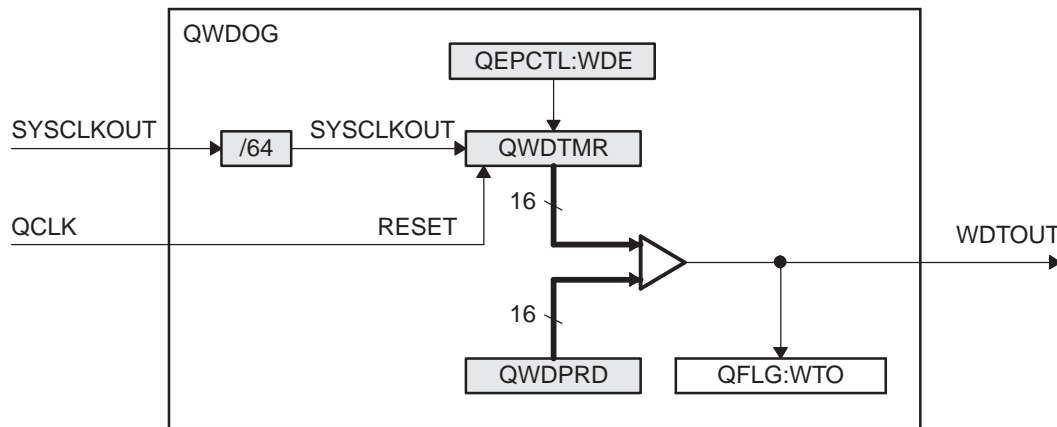 QWDOG
QEPCTL:WDE
SYSCLKOUT
/64
SYSCLKOUT
QWDTMR
QCLK
RESET
16
WDTOUT
16
QWDPRD
QFLG:WTO